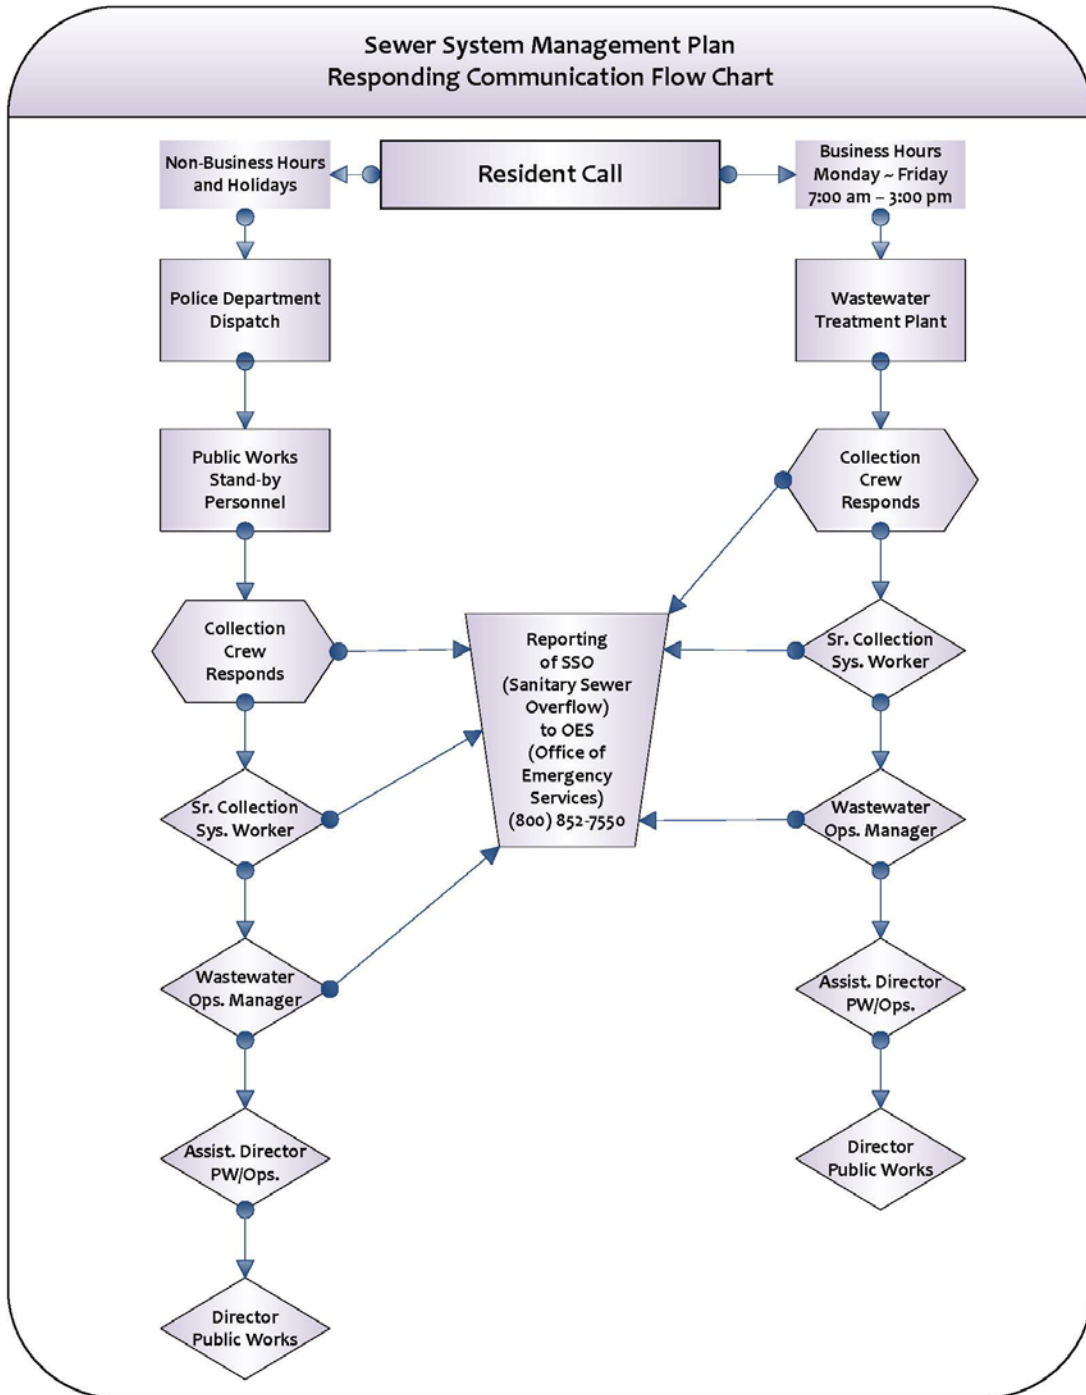 Sewer System Management Plan
Responding Communication Flow Chart
Non-Business Hours
and Holidays
Resident Call
Business Hours
Monday ~ Friday
7:00 am – 3:00 pm
Police Department
Dispatch
Wastewater
Treatment Plant
Public Works
Stand-by
Personnel
Collection
Crew
Responds
Collection
Crew
Responds
Reporting
of SSO
(Sanitary Sewer
Overflow)
to OES
(Office of
Emergency
Services)
(800) 852-7550
Sr. Collection
Sys. Worker
Sr. Collection
Sys. Worker
Wastewater
Ops. Manager
Wastewater
Ops. Manager
Assist. Director
PW/Ops.
Assist. Director
PW/Ops.
Director
Public Works
Director
Public Works